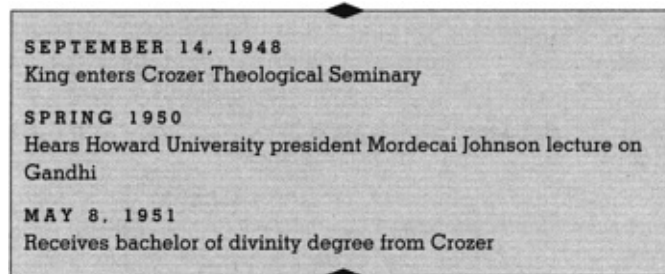 SEPTEMBER 14, 1948
King enters Crozer Theological Seminary
SPRING 1950
Hears Howard University president Mordecai Johnson lecture on
Gandhi
MAY 8, 1951
Receives bachelor of divinity degree from Crozer